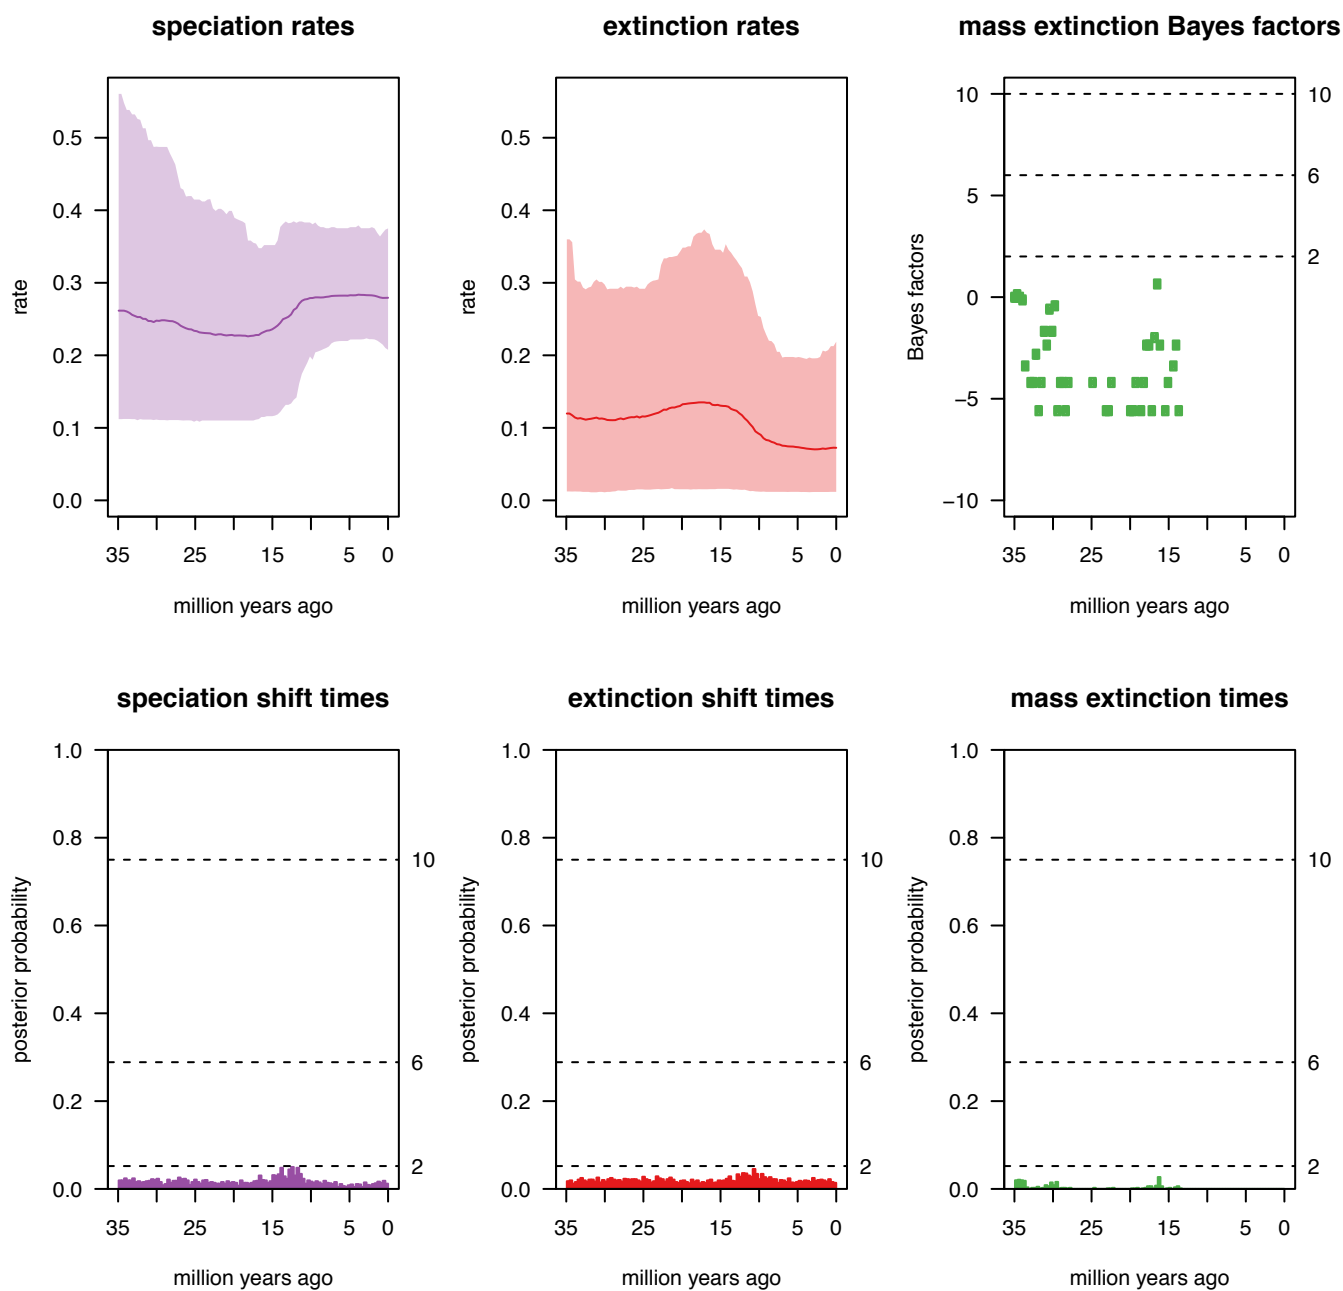 speciation rates
extinction rates
mass extinction Bayes factors
rate
0.5
0.4
0.3
0.2
0.1
0.0
35 25 15 5 0
million years ago
rate
0.5
0.4
0.3
0.2
0.1
0.0
35 25 15 5 0
million years ago
Bayes factors
10
5
0
−5
−10
10
6
2
35 25 15 5 0
million years ago
speciation shift times
extinction shift times
mass extinction times
posterior probability
1.0
0.8
0.6
0.4
0.2
0.0
10
6
2
35 25 15 5 0
million years ago
posterior probability
1.0
0.8
0.6
0.4
0.2
0.0
10
6
2
35 25 15 5 0
million years ago
posterior probability
1.0
0.8
0.6
0.4
0.2
0.0
10
6
2
35 25 15 5 0
million years ago